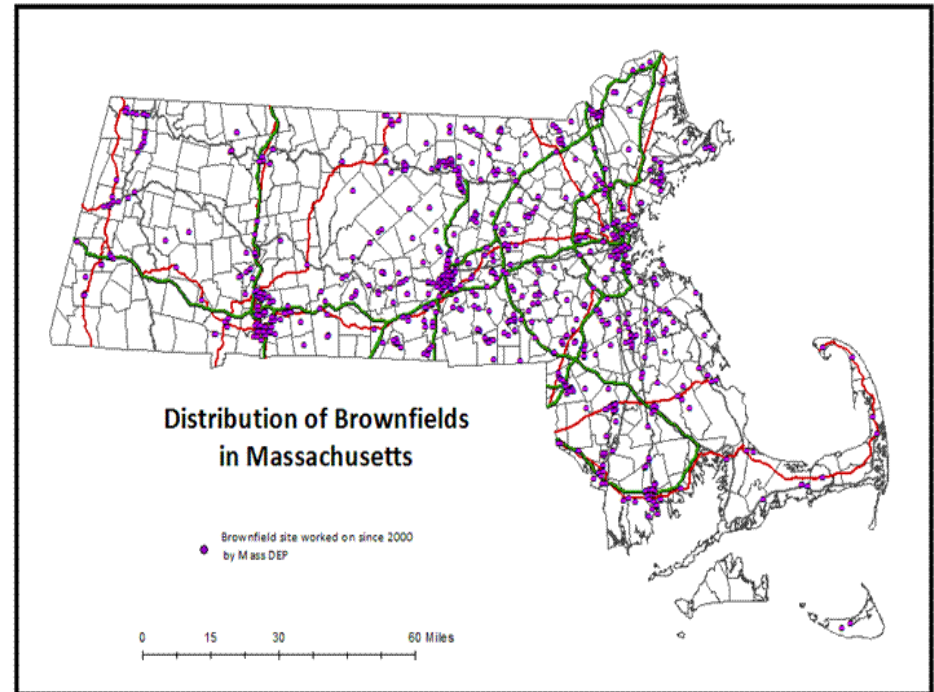 Distribution of Brownfields
in Massachusetts
Brownfield site worked on since 2000
by Mass DEP
0 15 30 60 Miles